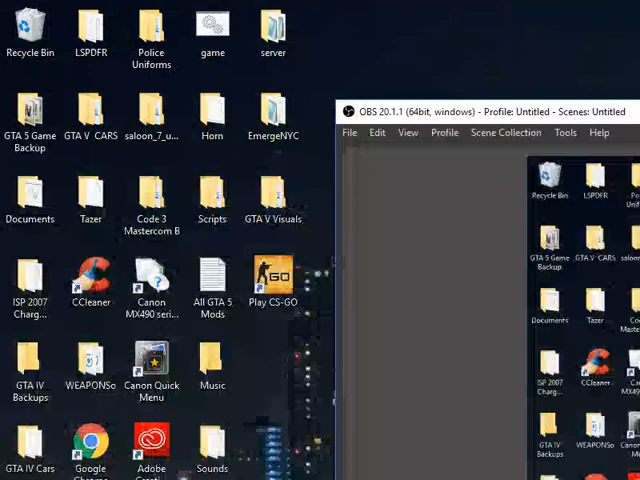 Recycle Bin
LSPDFR
Police
Uniforms
game
server
GTA 5 Game
Backup
GTA V CARS
saloon_7_u...
Horn
EmergeNYC
Documents
Tazer
Code 3
Mastercom B
Scripts
GTA V Visuals
ISP 2007
Charg...
CCleaner
Canon
MX490 seri...
All GTA 5
Mods
GO
Play CS-GO
GTA IV
Backups
WEAPONSo
Canon Quick
Menu
Music
GTA IV Cars
Google
Adobe
Sounds
OBS 20.1.1 (64bit, windows) - Profile: Untitled - Scenes: Untitled
File Edit View Profile Scene Collection Tools Help
Recycle Bin
LSPDFR
GTA 5 Game
Backup
GTA V CARS
Documents
Tazer
ISP 2007
Charg...
CCleaner
GTA IV
Backups
WEAPONSo